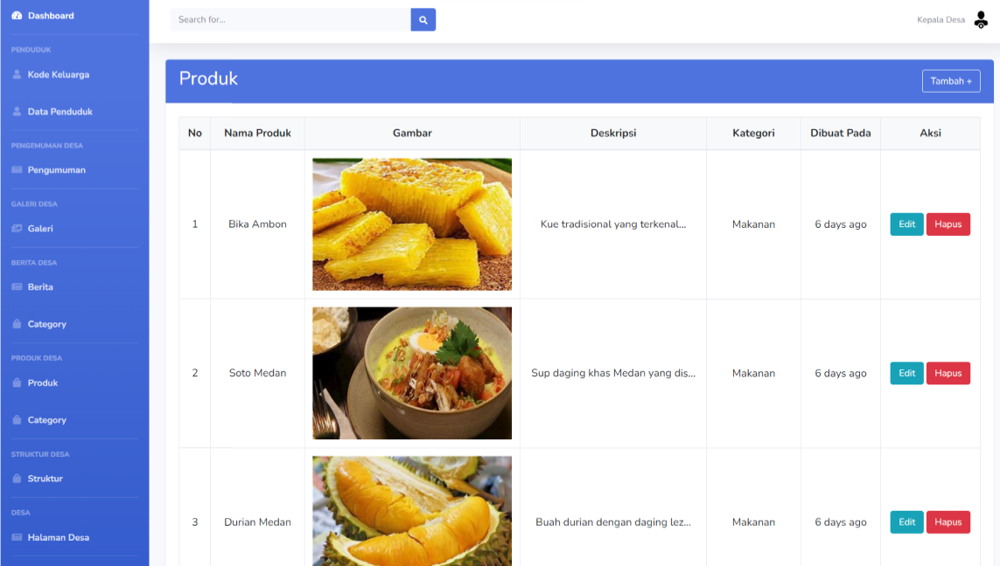 Dashboard
PENDUDUK
Kode Keluarga
Data Penduduk
PENGEMUMAN DESA
Pengumuman
GALERI DESA
Galeri
BERITA DESA
Berita
Category
PRODUK DESA
Produk
Category
STRUKTUR DESA
Struktur
DESA
Halaman Desa
Search for...
Kepala Desa
Produk
Tambah +
No Nama Produk Gambar Deskripsi Kategori Dibuat Pada Aksi
1 Bika Ambon Kue tradisional yang terkenal... Makanan 6 days ago Edit Hapus
2 Soto Medan Sup daging khas Medan yang dis... Makanan 6 days ago Edit Hapus
3 Durian Medan Buah durian dengan daging lez... Makanan 6 days ago Edit Hapus